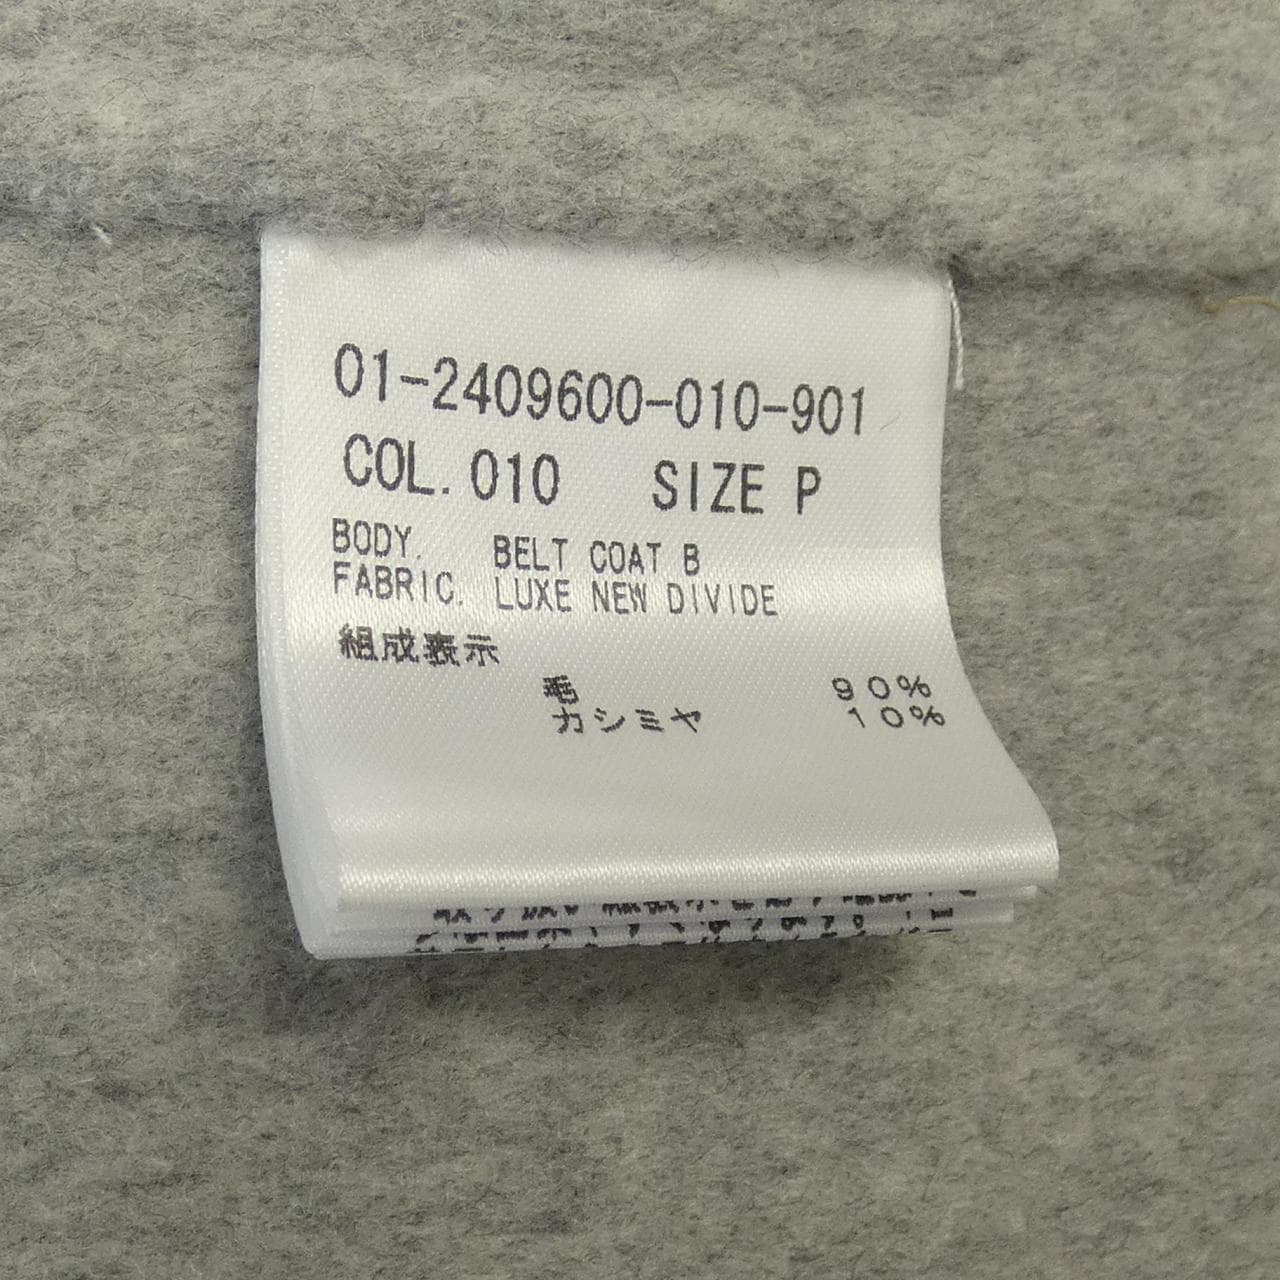 01-2409600-010-901
COL. 010 SIZE P
BODY. BELT COAT B
FABRIC. LUXE NEW DIVIDE
組成表示
毛 90%
カシミヤ 10%